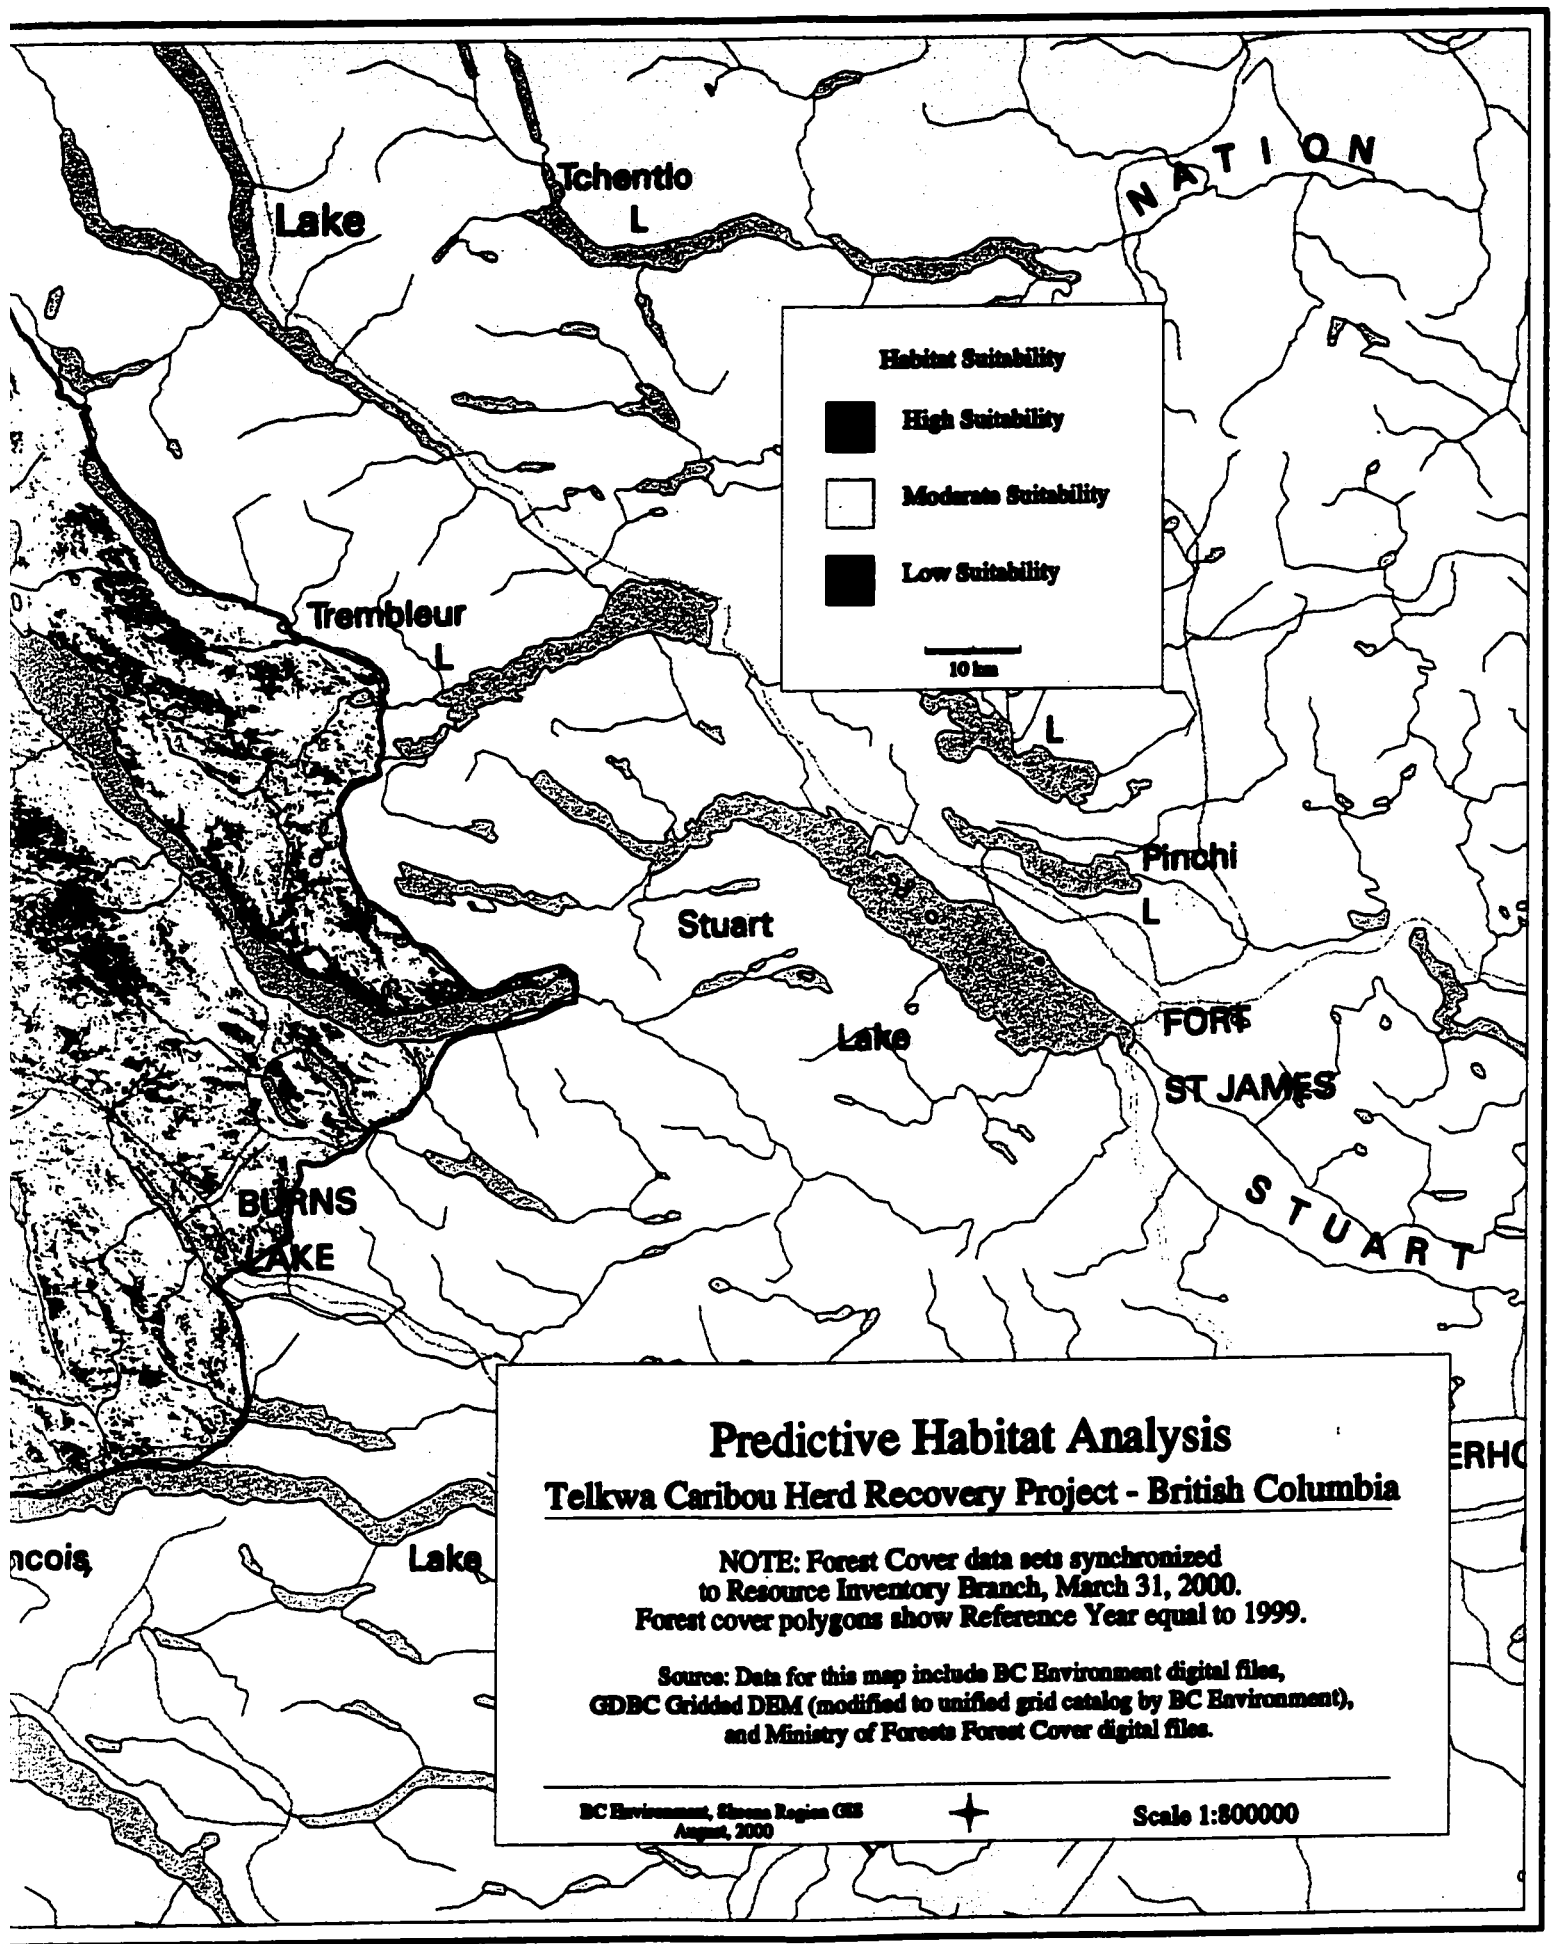 NATION
Tchentlo
L
Lake
Habitat Suitability
High Suitability
Moderate Suitability
Low Suitability
10 km
Trembleur
L
L
Pinchi
L
Stuart
Lake
FORT
ST JAMES
STUART
BURNS
LAKE
ERHO
Predictive Habitat Analysis
Telkwa Caribou Herd Recovery Project - British Columbia
ncois
Lake
NOTE: Forest Cover data sets synchronized
to Resource Inventory Branch, March 31, 2000.
Forest cover polygons show Reference Year equal to 1999.
Source: Data for this map include BC Environment digital files,
GDBC Gridded DEM (modified to unified grid catalog by BC Environment),
and Ministry of Forests Forest Cover digital files.
BC Environment, Skeena Region GIS
August, 2000
Scale 1:800000